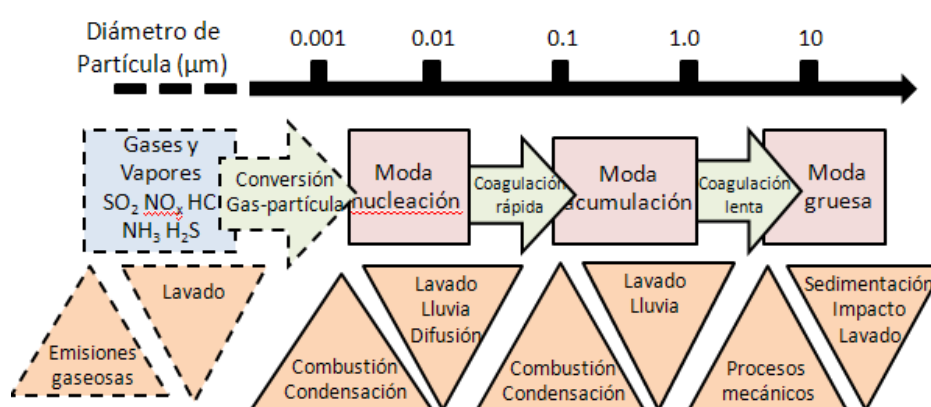 Diámetro de
Partícula (μm)
0.001
0.01
0.1
1.0
10
Gases y
Vapores
SO₂ NOₓ HC
NH₃ H₂S
Conversión
Gas-partícula
Moda
nucleación
Coagulación
rápida
Moda
acumulación
Coagulación
lenta
Moda
gruesa
Emisiones
gaseosas
Lavado
Combustión
Condensación
Lavado
Lluvia
Difusión
Combustión
Condensación
Lavado
Lluvia
Procesos
mecánicos
Sedimentación
Impacto
Lavado